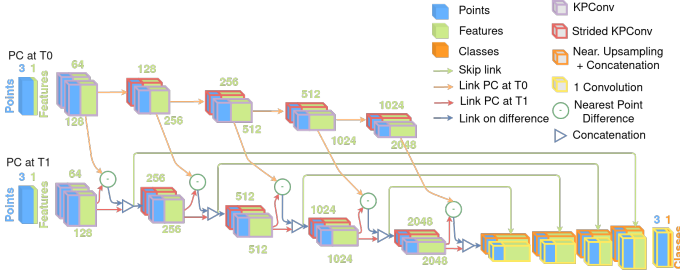 Points
Features
Classes
Skip link
Link PC at T0
Link PC at T1
Link on difference
KPConv
Strided KPConv
Near. Upsampling
+ Concatenation
1 Convolution
Nearest Point
Difference
Concatenation
PC at T0
3 1
Points
Features
64
128
128
256
256
512
512
1024
1024
2048
PC at T1
3 1
Points
Features
64
128
256
256
512
512
1024
1024
2048
2048
3 1
Classes